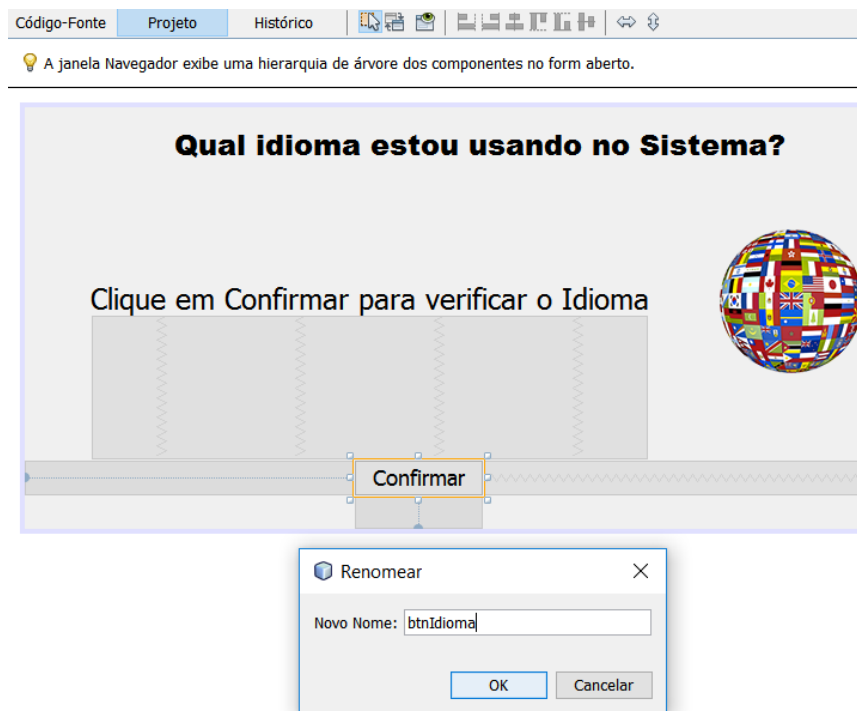 Código-Fonte Projeto Histórico
A janela Navegador exibe uma hierarquia de árvore dos componentes no form aberto.
Qual idioma estou usando no Sistema?
Clique em Confirmar para verificar o Idioma
Confirmar
Renomear
Novo Nome: btnIdioma
OK Cancelar